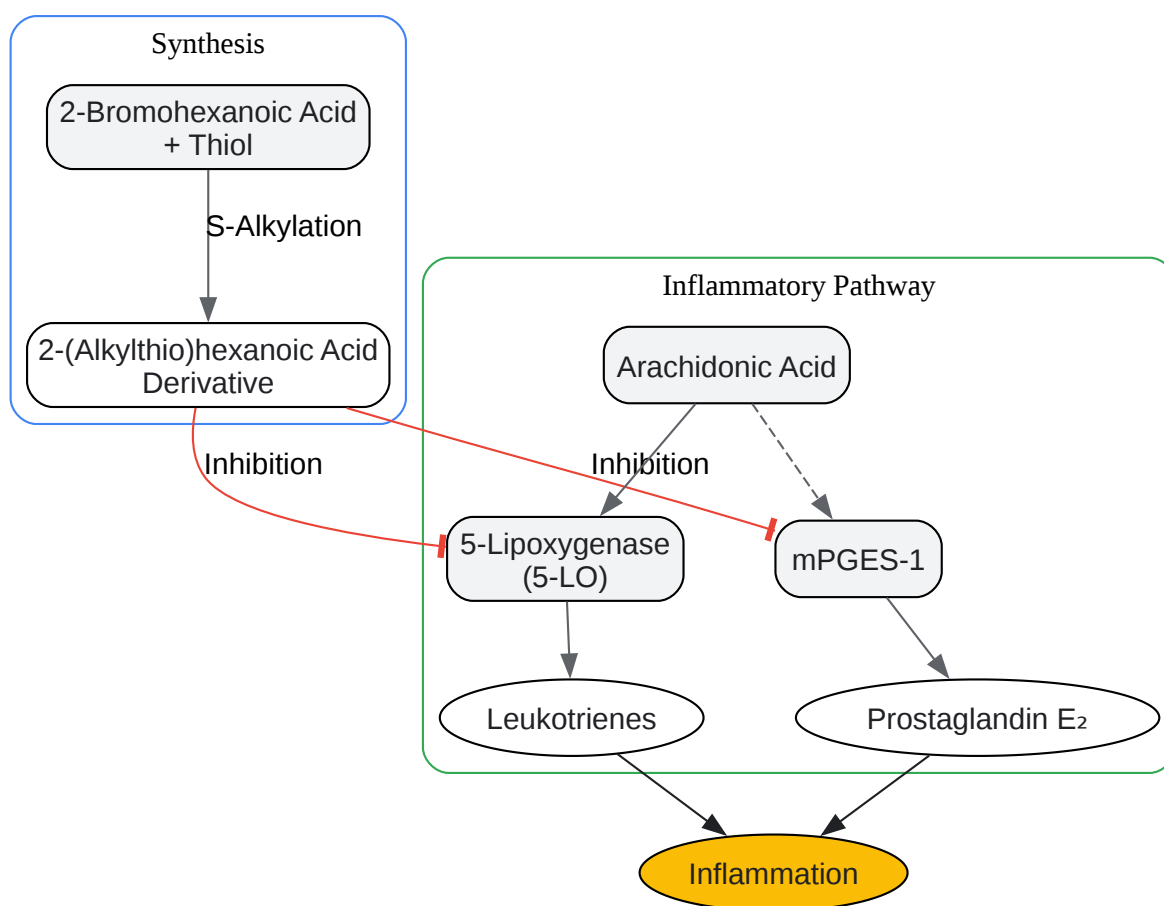 Synthesis
2-Bromohexanoic Acid
+ Thiol
S-Alkylation
2-(Alkylthio)hexanoic Acid
Derivative
Inhibition
Inflammatory Pathway
Arachidonic Acid
Inhibition
5-Lipoxygenase
(5-LO)
mPGES-1
Leukotrienes
Prostaglandin E₂
Inflammation